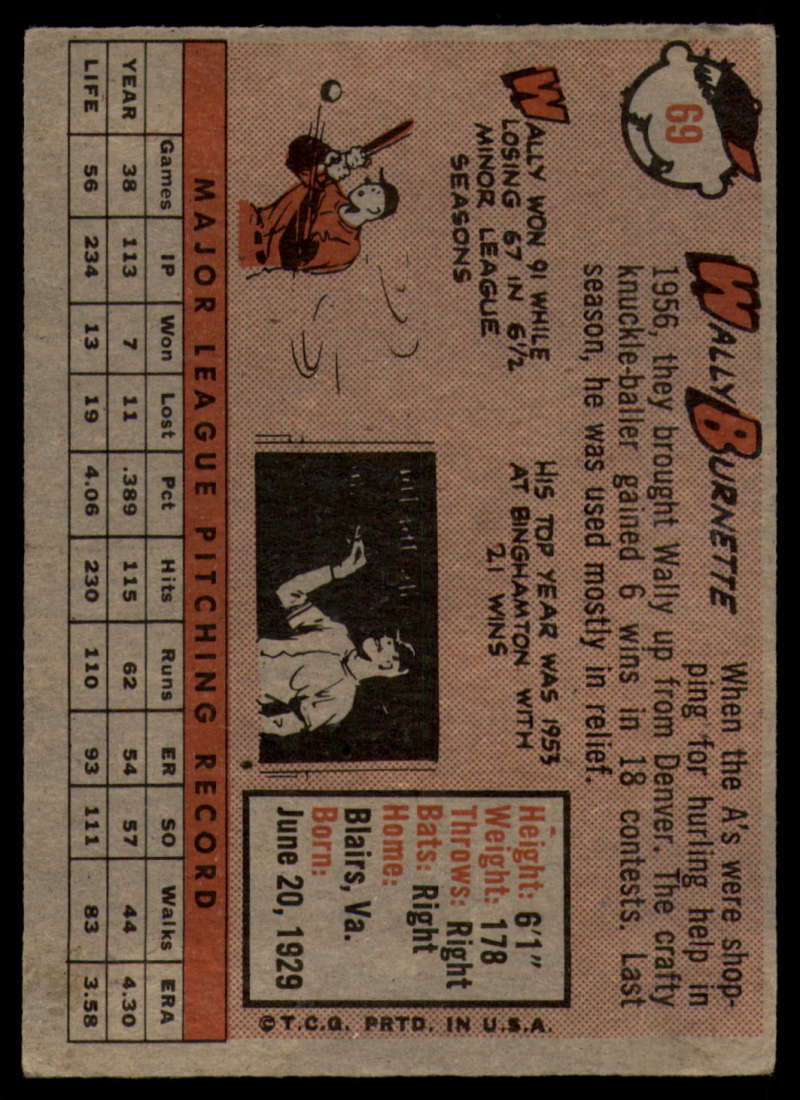 69
WALLY BURNETTE
When the A's were shop-
ping for hurling help in
1956, they brought Wally up from Denver. The crafty
knuckle-baller gained 6 wins in 18 contests. Last
season, he was used mostly in relief.
WALLY WON 91 WHILE
LOSING 67 IN 6½
MINOR LEAGUE
SEASONS
HIS TOP YEAR WAS 1953
AT BINGHAMTON WITH
21 WINS
Height: 6'1"
Weight: 178
Throws: Right
Bats: Right
Home:
Blairs, Va.
Born:
June 20, 1929
©T.C.G. PRTD. IN U.S.A.
MAJOR LEAGUE PITCHING RECORD
Games IP Won Lost Pct Hits Runs ER SO Walks ERA
YEAR 38 113 7 11 .389 115 62 54 57 44 4.30
LIFE 56 234 13 19 4.06 230 110 93 111 83 3.58